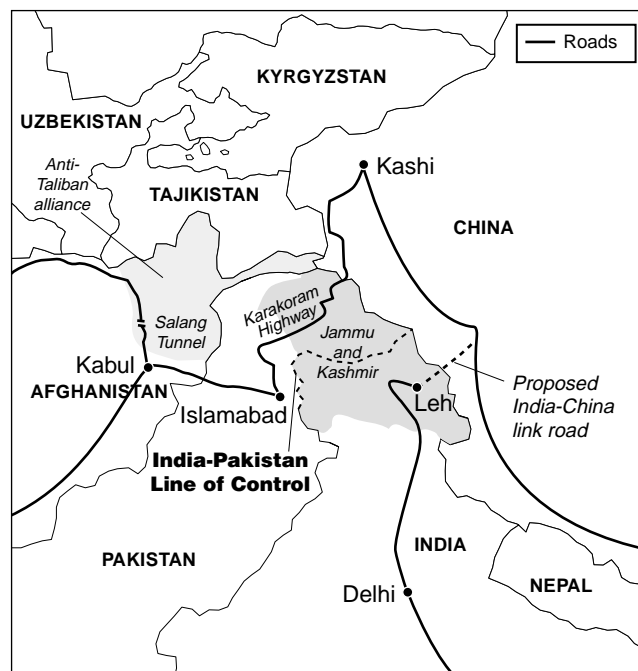 Roads
KYRGYZSTAN
UZBEKISTAN
Anti-
Taliban
alliance
TAJIKISTAN
Kashi
CHINA
Karakoram
Highway
Salang
Tunnel
Jammu
and
Kashmir
Kabul
AFGHANISTAN
Islamabad
Leh
Proposed
India-China
link road
India-Pakistan
Line of Control
PAKISTAN
INDIA
NEPAL
Delhi